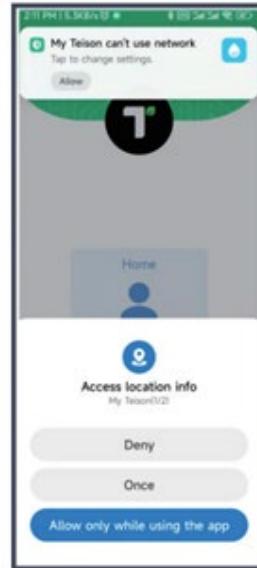 2:11 PM | 5.3KB/s
My Teison can't use network
Tap to change settings.
Allow
Home
Access location info
My Teison(1/2)
Deny
Once
Allow only while using the app